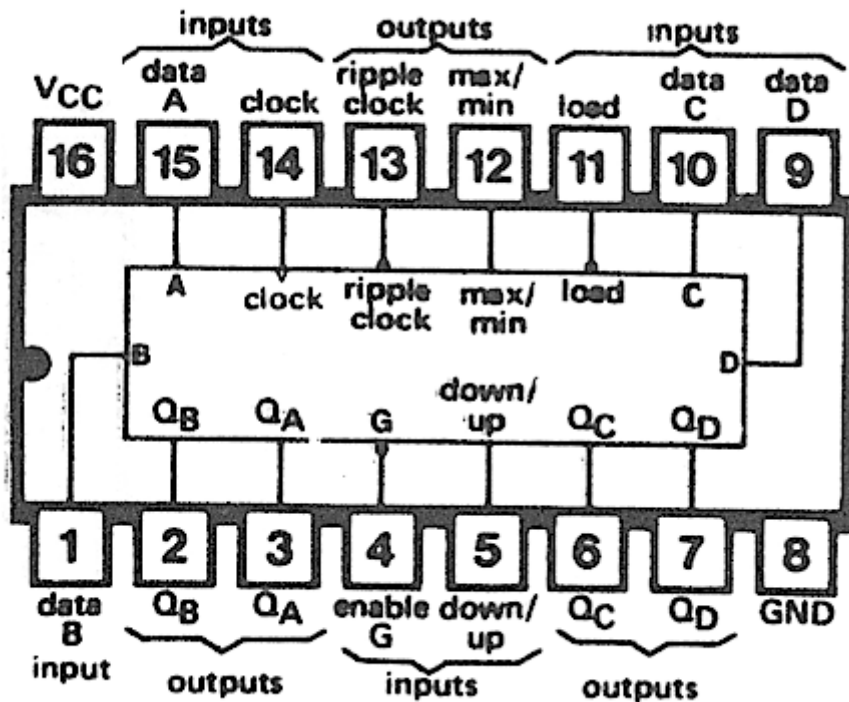 inputs outputs inputs
VCC data A clock ripple clock max/min load data C data D
16 15 14 13 12 11 10 9
A clock ripple clock max/min load C
B D
QB QA G down/up QC QD
1 2 3 4 5 6 7 8
data B input QB QA enable G down/up QC QD GND
outputs inputs outputs